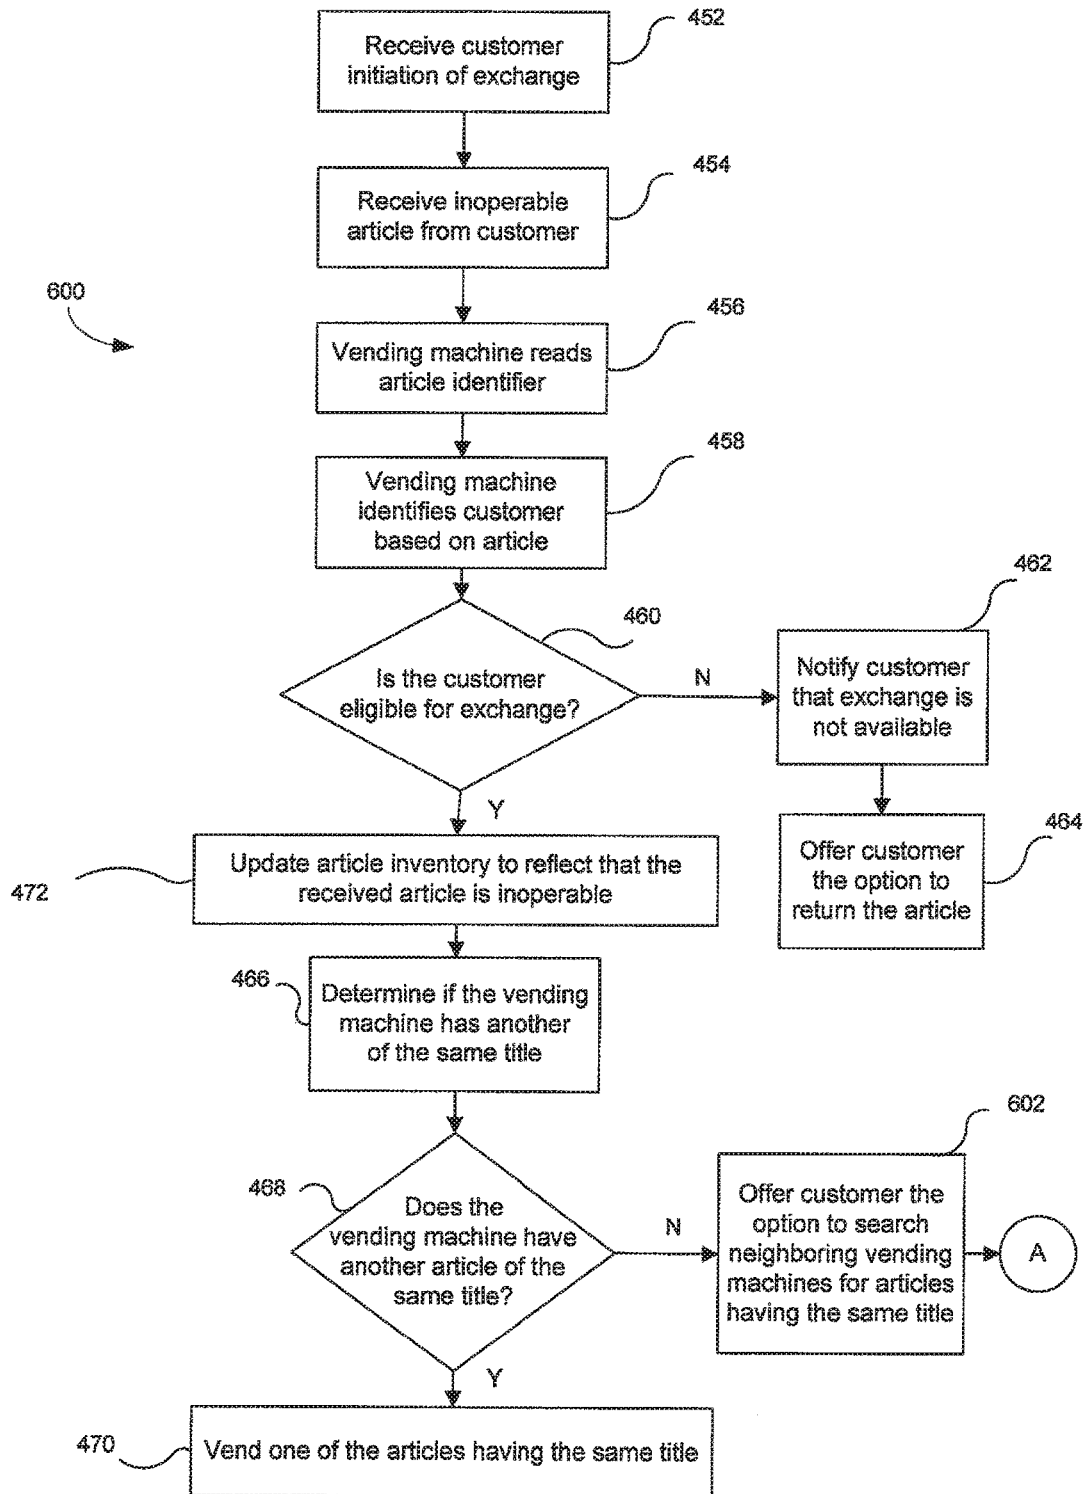 452
Receive customer
initiation of exchange
454
Receive inoperable
article from customer
600
456
Vending machine reads
article identifier
458
Vending machine
identifies customer
based on article
460
Is the customer
eligible for exchange?
N
462
Notify customer
that exchange is
not available
464
Offer customer
the option to
return the article
Y
472
Update article inventory to reflect that the
received article is inoperable
466
Determine if the vending
machine has another
of the same title
468
Does the
vending machine have
another article of the
same title?
N
602
Offer customer the
option to search
neighboring vending
machines for articles
having the same title
A
Y
470
Vend one of the articles having the same title